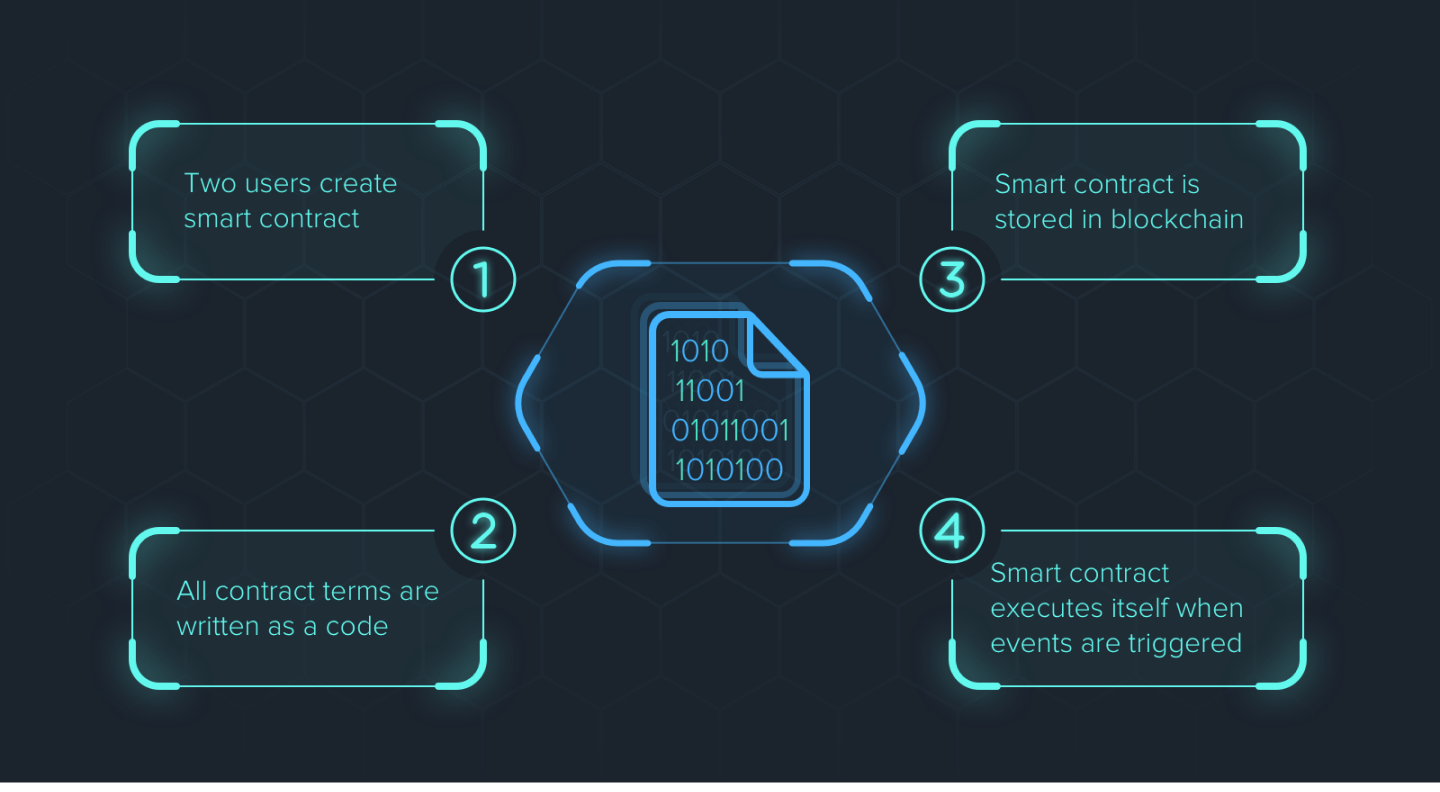 Two users create
smart contract
1
2
All contract terms are
written as a code
1010
11001
01011001
1010100
Smart contract is
stored in blockchain
3
4
Smart contract
executes itself when
events are triggered